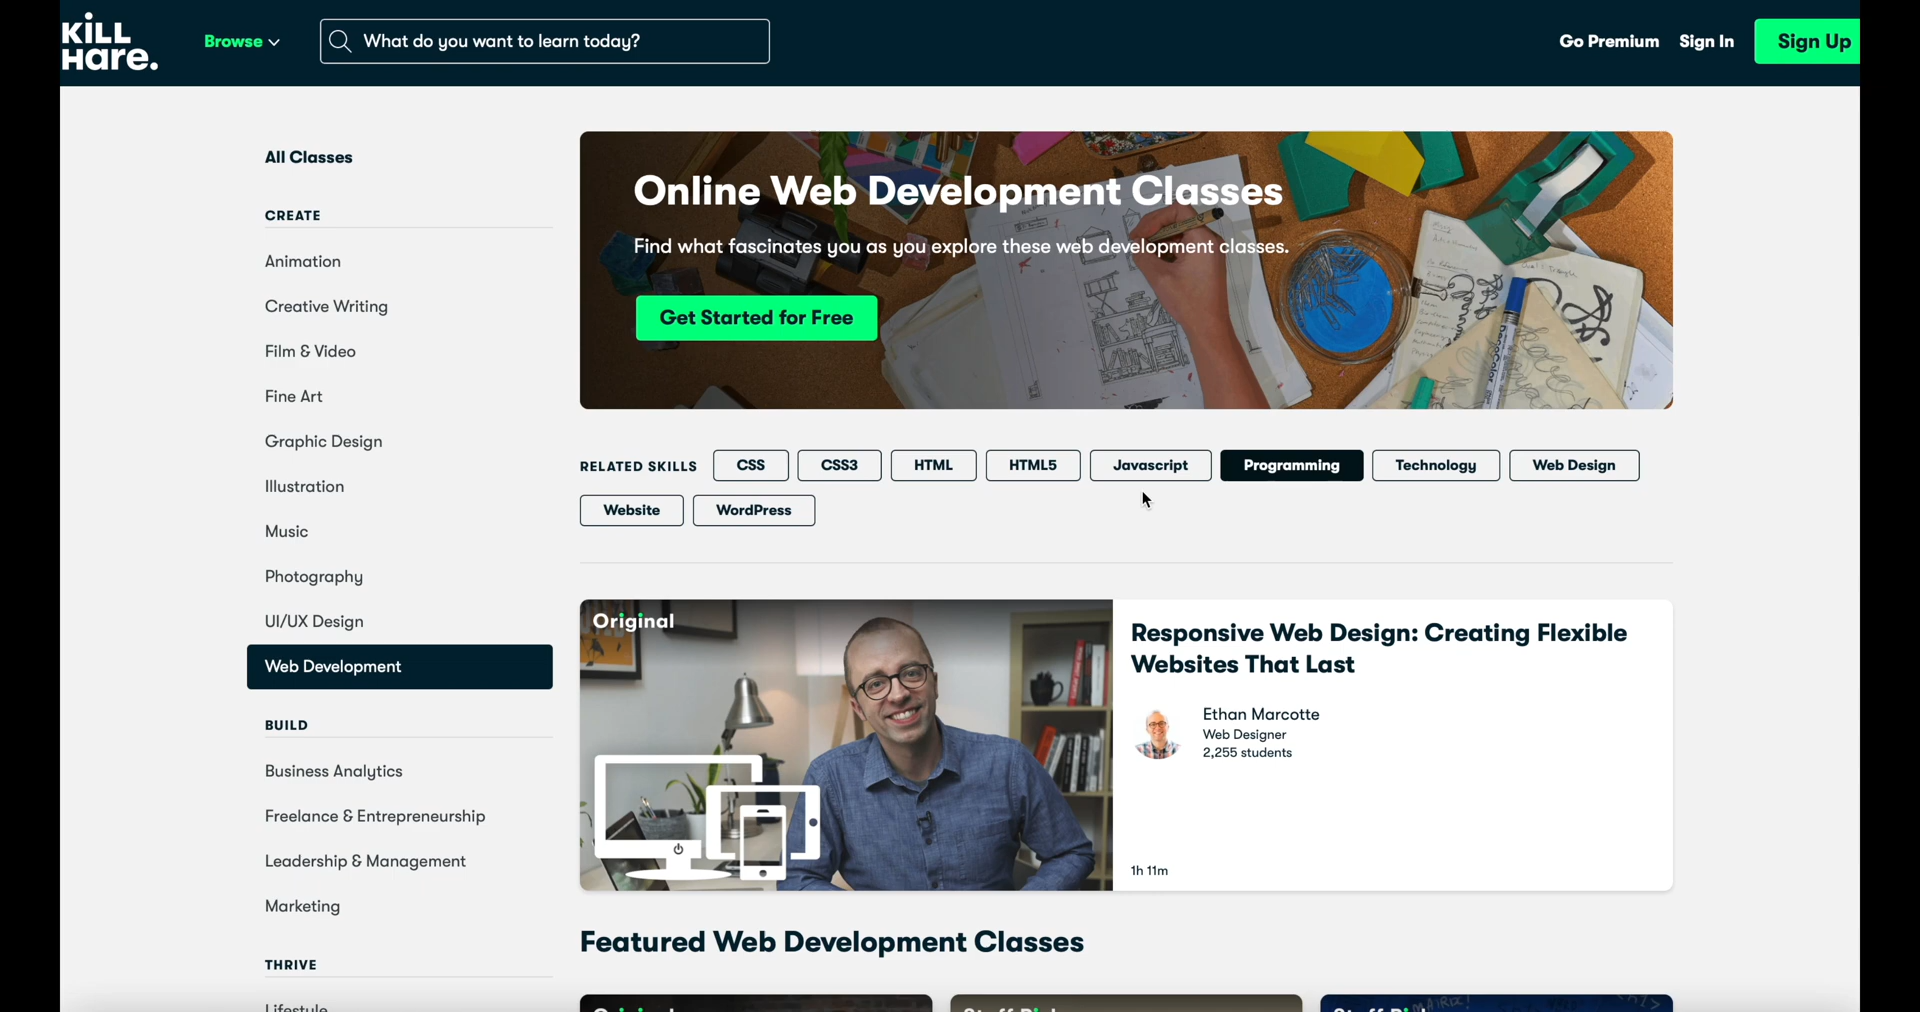 KiLL
Hare.
Browse
What do you want to learn today?
Go Premium
Sign In
Sign Up
All Classes
CREATE
Animation
Creative Writing
Film & Video
Fine Art
Graphic Design
Illustration
Music
Photography
UI/UX Design
Web Development
BUILD
Business Analytics
Freelance & Entrepreneurship
Leadership & Management
Marketing
THRIVE
Lifestyle
Online Web Development Classes
Find what fascinates you as you explore these web development classes.
Get Started for Free
RELATED SKILLS
CSS
CSS3
HTML
HTML5
Javascript
Programming
Technology
Web Design
Website
WordPress
Original
Responsive Web Design: Creating Flexible
Websites That Last
Ethan Marcotte
Web Designer
2,255 students
1h 11m
Featured Web Development Classes